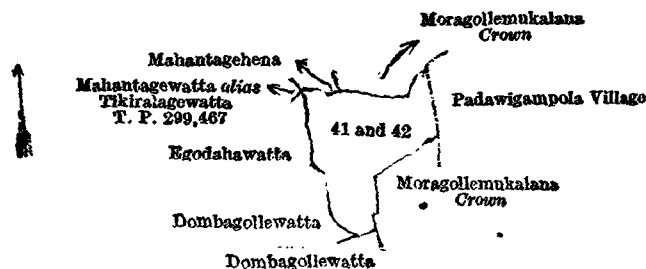 Moragollemukalana
Crown
Mahantagehena
Mahantagewatta alias
Tikiralagewatta
T. P. 299,467
Padawigampola Village
41 and 42
Egodahawatta
Moragollemukalana
Crown
Dombagollewatta
Dombagollewatta